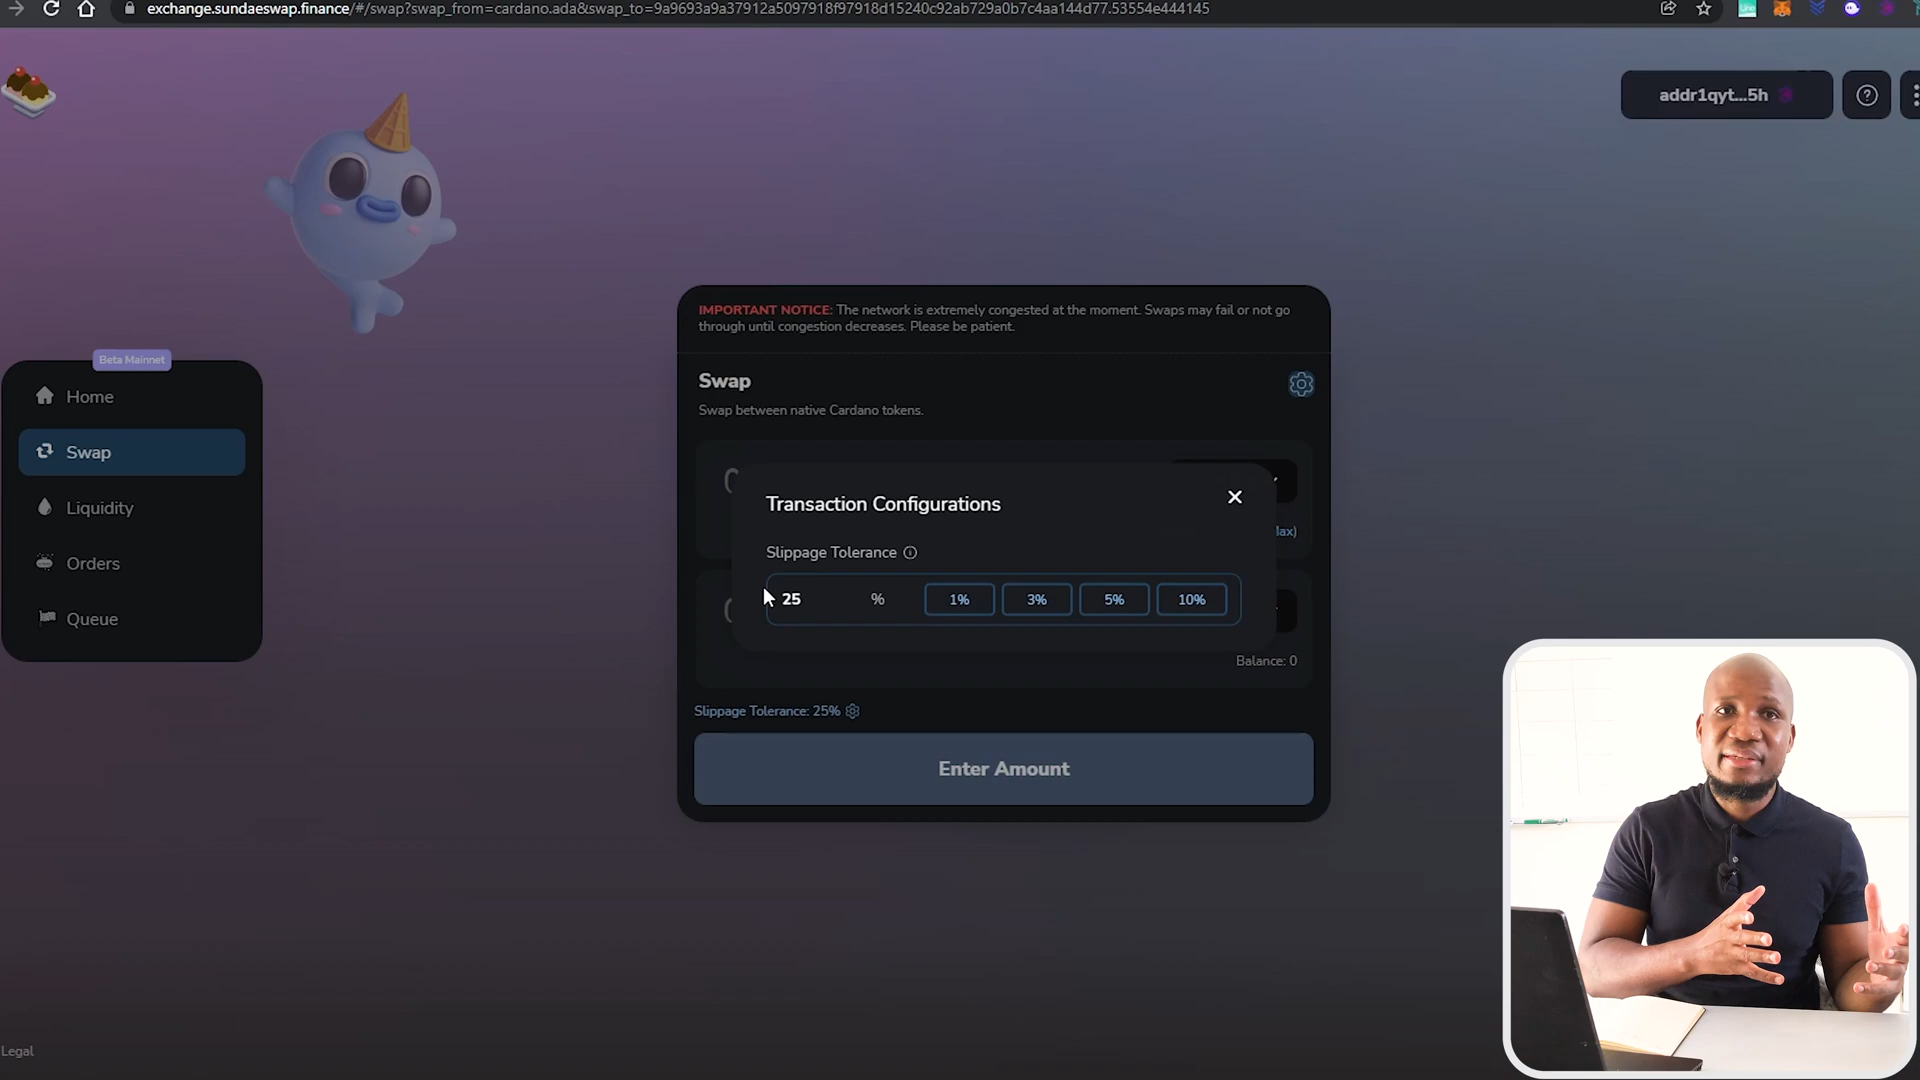 exchange.sundaeswap.finance/#/swap?swap_from=cardano.ada&swap_to=9a9693a9a37912a5097918f97918d15240c92ab729a0b7c4aa144d77.53554e444145
addr1qyt...5h
IMPORTANT NOTICE: The network is extremely congested at the moment. Swaps may fail or not go
through until congestion decreases. Please be patient.
Beta Mainnet
Home
Swap
Liquidity
Orders
Queue
Swap
Swap between native Cardano tokens.
Transaction Configurations
Slippage Tolerance
25 % 1% 3% 5% 10%
Balance: 0
Slippage Tolerance: 25%
Enter Amount
Legal